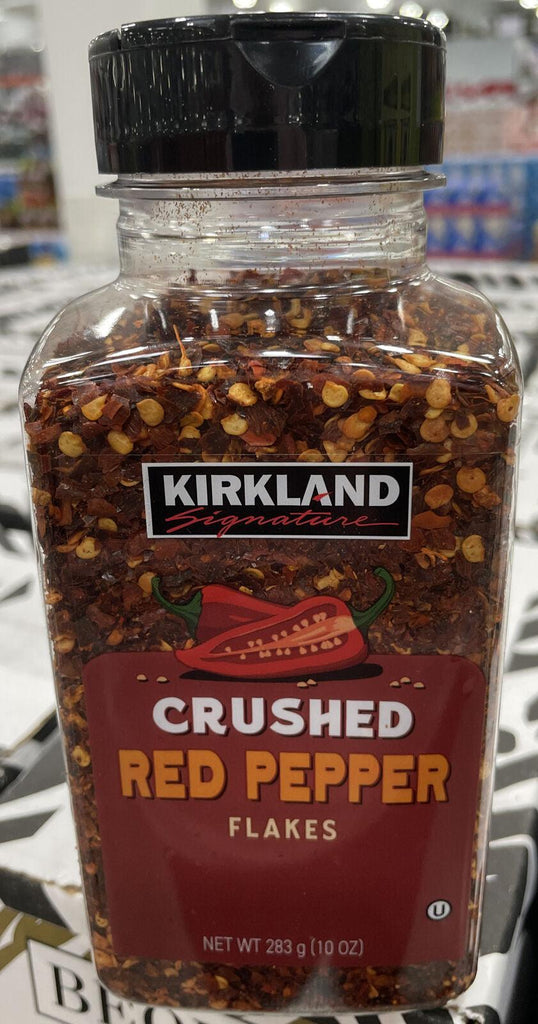 KIRKLAND
Signature
CRUSHED
RED PEPPER
FLAKES
U
NET WT 283 g (10 OZ)